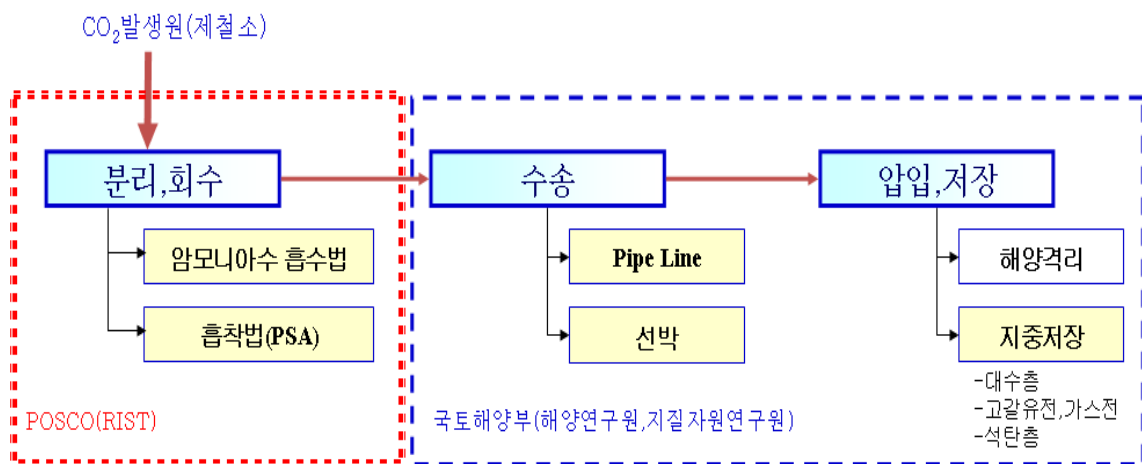 CO₂발생원(제철소)
분리,회수
수송
압입,저장
암모니아수 흡수법
Pipe Line
해양격리
흡착법(PSA)
선박
지중저장
-대수층
-고갈유전,가스전
-석탄층
POSCO(RIST)
국토해양부(해양연구원,지질자원연구원)